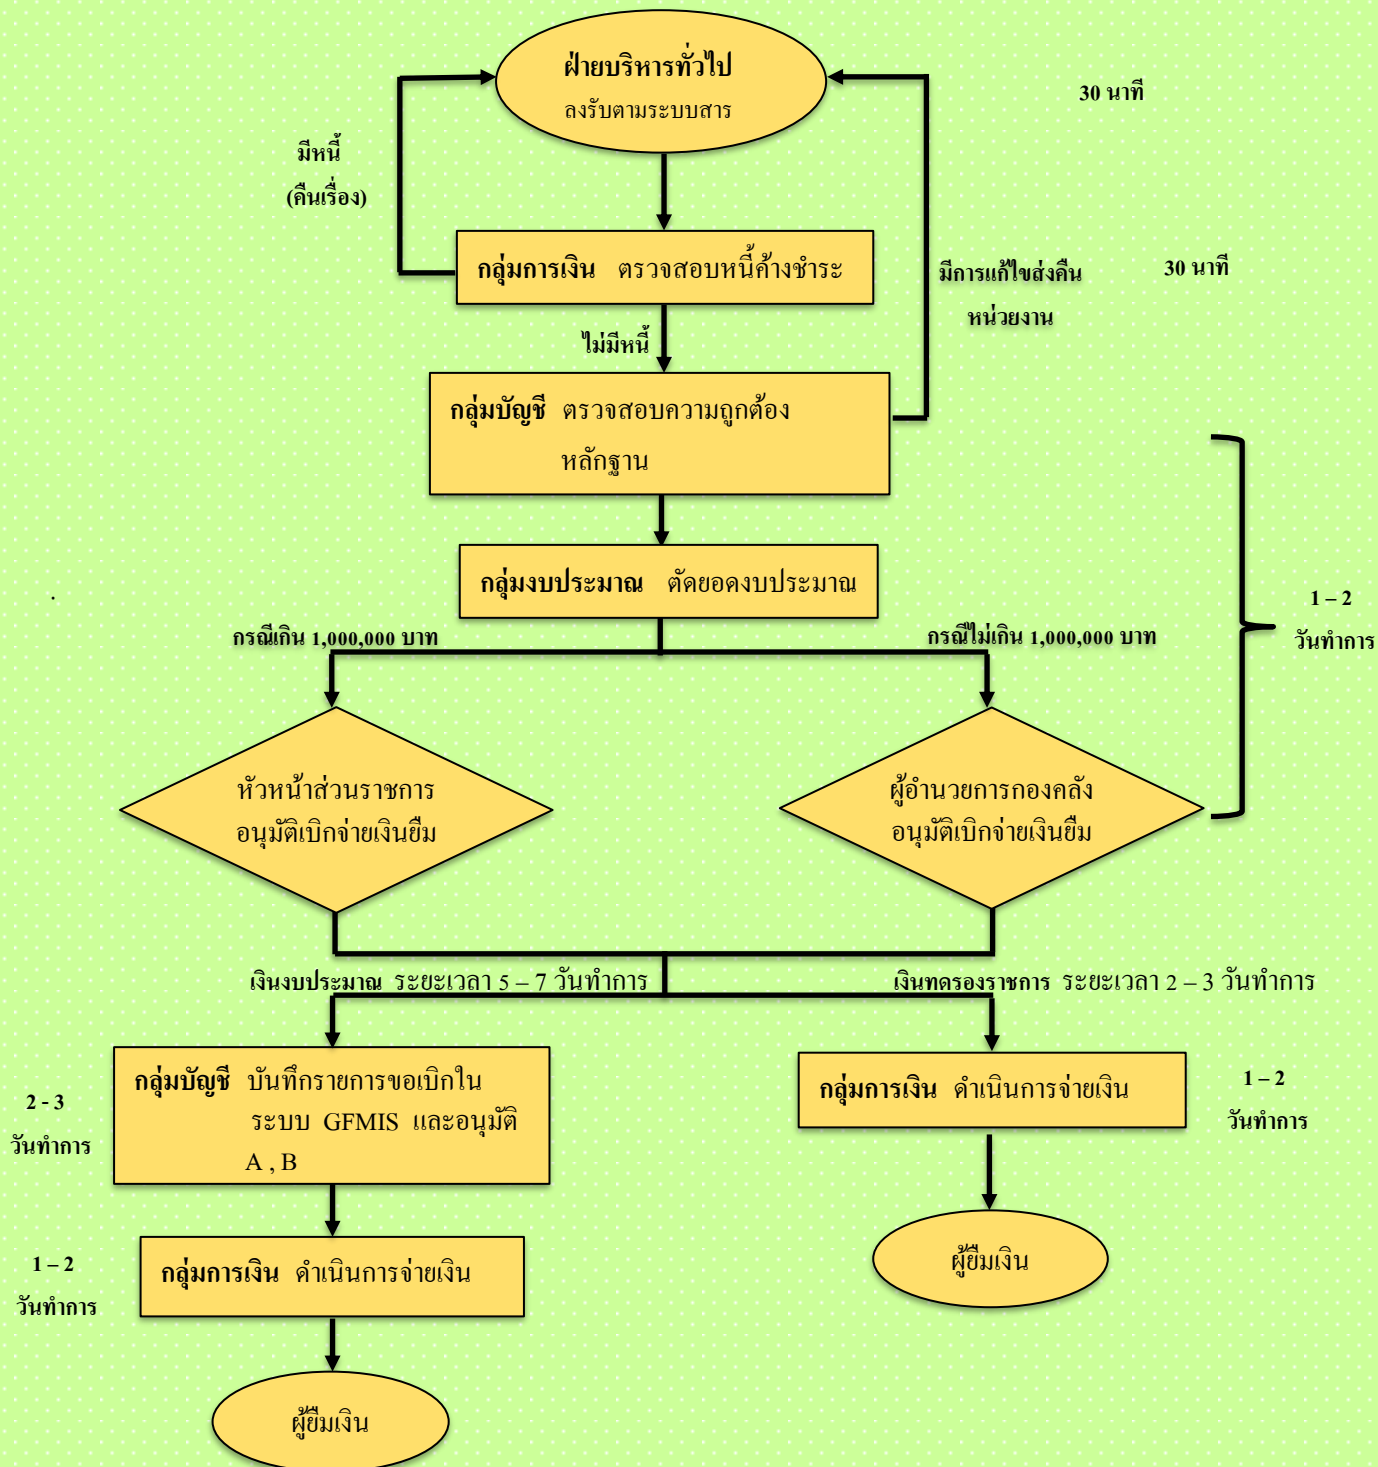 ฝ่ายบริหารทั่วไป
ลงรับตามระบบสาร
30 นาที
มีหนี้
(คืนเรื่อง)
กลุ่มการเงิน ตรวจสอบหนี้ค้างชำระ
มีการแก้ไขส่งคืน
หน่วยงาน
30 นาที
ไม่มีหนี้
กลุ่มบัญชี ตรวจสอบความถูกต้อง
หลักฐาน
กลุ่มงบประมาณ ตัดยอดงบประมาณ
1 – 2
วันทำการ
กรณีเกิน 1,000,000 บาท
กรณีไม่เกิน 1,000,000 บาท
หัวหน้าส่วนราชการ
อนุมัติเบิกจ่ายเงินยืม
ผู้อำนวยการกองคลัง
อนุมัติเบิกจ่ายเงินยืม
เงินงบประมาณ ระยะเวลา 5 – 7 วันทำการ
เงินทดรองราชการ ระยะเวลา 2 – 3 วันทำการ
2 - 3
วันทำการ
กลุ่มบัญชี บันทึกรายการขอเบิกใน
ระบบ GFMIS และอนุมัติ
A , B
กลุ่มการเงิน ดำเนินการจ่ายเงิน
1 – 2
วันทำการ
1 – 2
วันทำการ
กลุ่มการเงิน ดำเนินการจ่ายเงิน
ผู้ยืมเงิน
ผู้ยืมเงิน